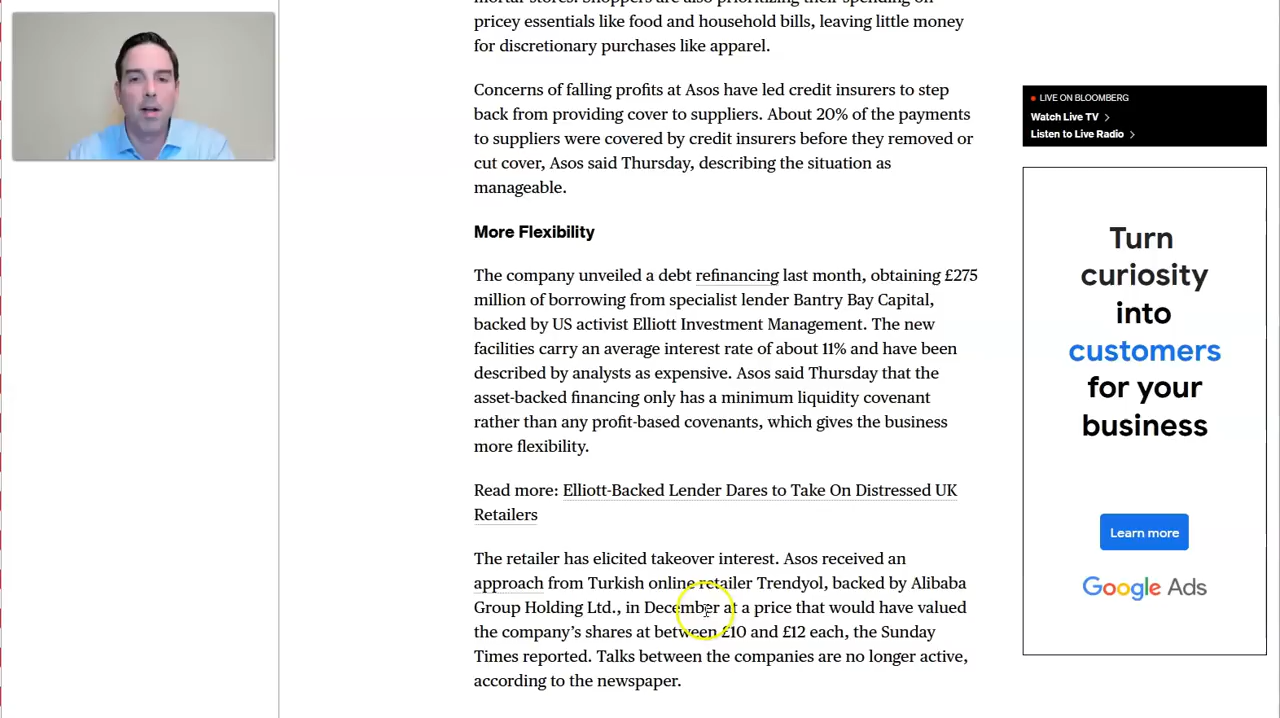 mortar stores. Shoppers are also prioritizing their spending on
pricey essentials like food and household bills, leaving little money
for discretionary purchases like apparel.
Concerns of falling profits at Asos have led credit insurers to step
back from providing cover to suppliers. About 20% of the payments
to suppliers were covered by credit insurers before they removed or
cut cover, Asos said Thursday, describing the situation as
manageable.
More Flexibility
The company unveiled a debt refinancing last month, obtaining £275
million of borrowing from specialist lender Bantry Bay Capital,
backed by US activist Elliott Investment Management. The new
facilities carry an average interest rate of about 11% and have been
described by analysts as expensive. Asos said Thursday that the
asset-backed financing only has a minimum liquidity covenant
rather than any profit-based covenants, which gives the business
more flexibility.
Read more: Elliott-Backed Lender Dares to Take On Distressed UK
Retailers
The retailer has elicited takeover interest. Asos received an
approach from Turkish online retailer Trendyol, backed by Alibaba
Group Holding Ltd., in December at a price that would have valued
the company's shares at between £10 and £12 each, the Sunday
Times reported. Talks between the companies are no longer active,
according to the newspaper.
LIVE ON BLOOMBERG
Watch Live TV
Listen to Live Radio
Turn
curiosity
into
customers
for your
business
Learn more
Google Ads